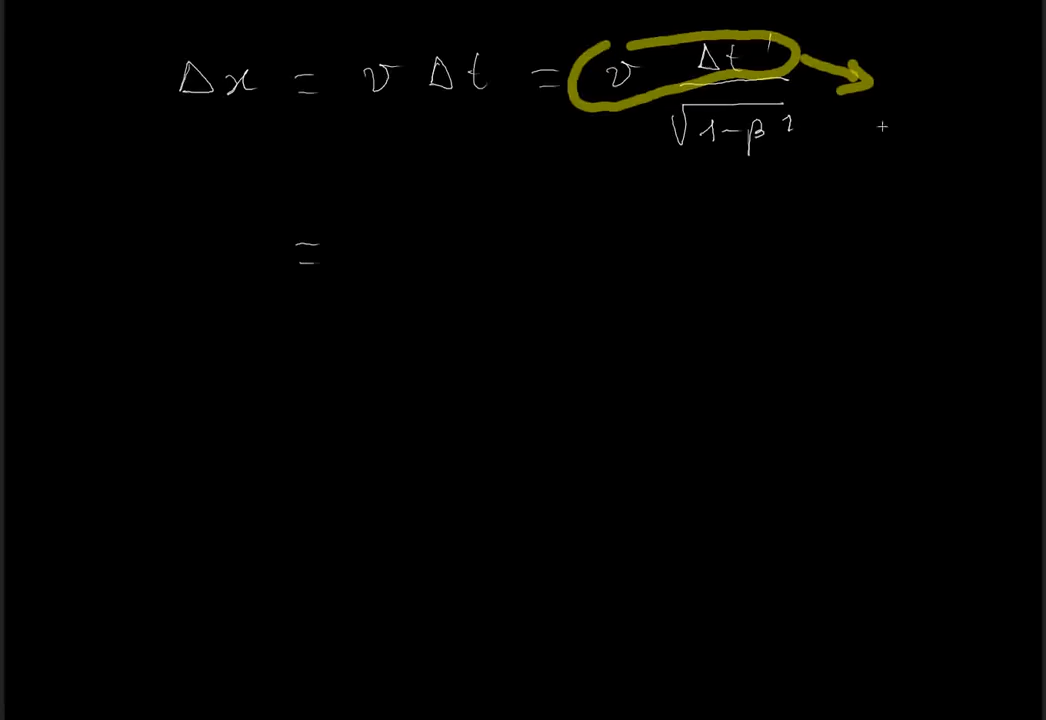 Δx = v Δt = v Δt' / √(1-β²)
=